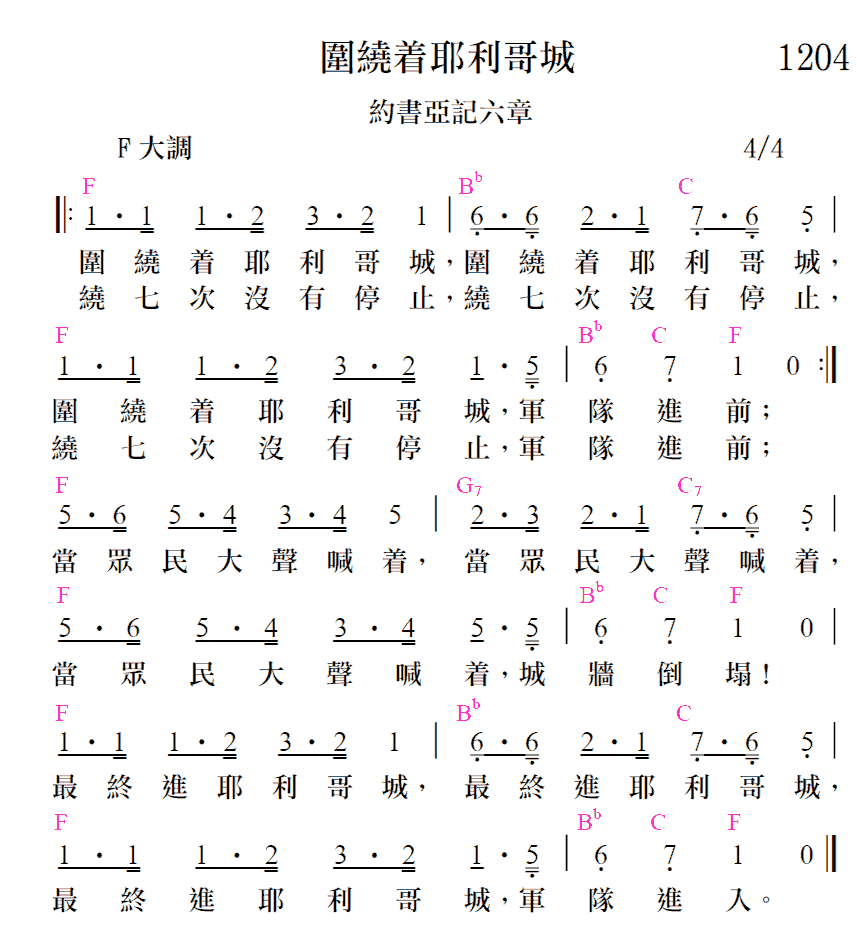 圍繞着耶利哥城 1204
約書亞記六章
F 大調 4/4
F B♭ C
‖: 1 · 1 1 · 2 3 · 2 1 | 6 · 6 2 · 1 7 · 6 5 |
圍繞着耶利哥城，圍繞着耶利哥城，
繞七次沒有停止，繞七次沒有停止，
F B♭ C F
1 · 1 1 · 2 3 · 2 1 · 5 | 6 7 1 0 :‖
圍繞着耶利哥城，軍隊進前；
繞七次沒有停止，軍隊進前；
F G7 C7
5 · 6 5 · 4 3 · 4 5 | 2 · 3 2 · 1 7 · 6 5 |
當眾民大聲喊着，當眾民大聲喊着，
F B♭ C F
5 · 6 5 · 4 3 · 4 5 · 5 | 6 7 1 0 |
當眾民大聲喊着，城牆倒塌！
F B♭ C
1 · 1 1 · 2 3 · 2 1 | 6 · 6 2 · 1 7 · 6 5 |
最終進耶利哥城，最終進耶利哥城，
F B♭ C F
1 · 1 1 · 2 3 · 2 1 · 5 | 6 7 1 0 ‖
最終進耶利哥城，軍隊進入。